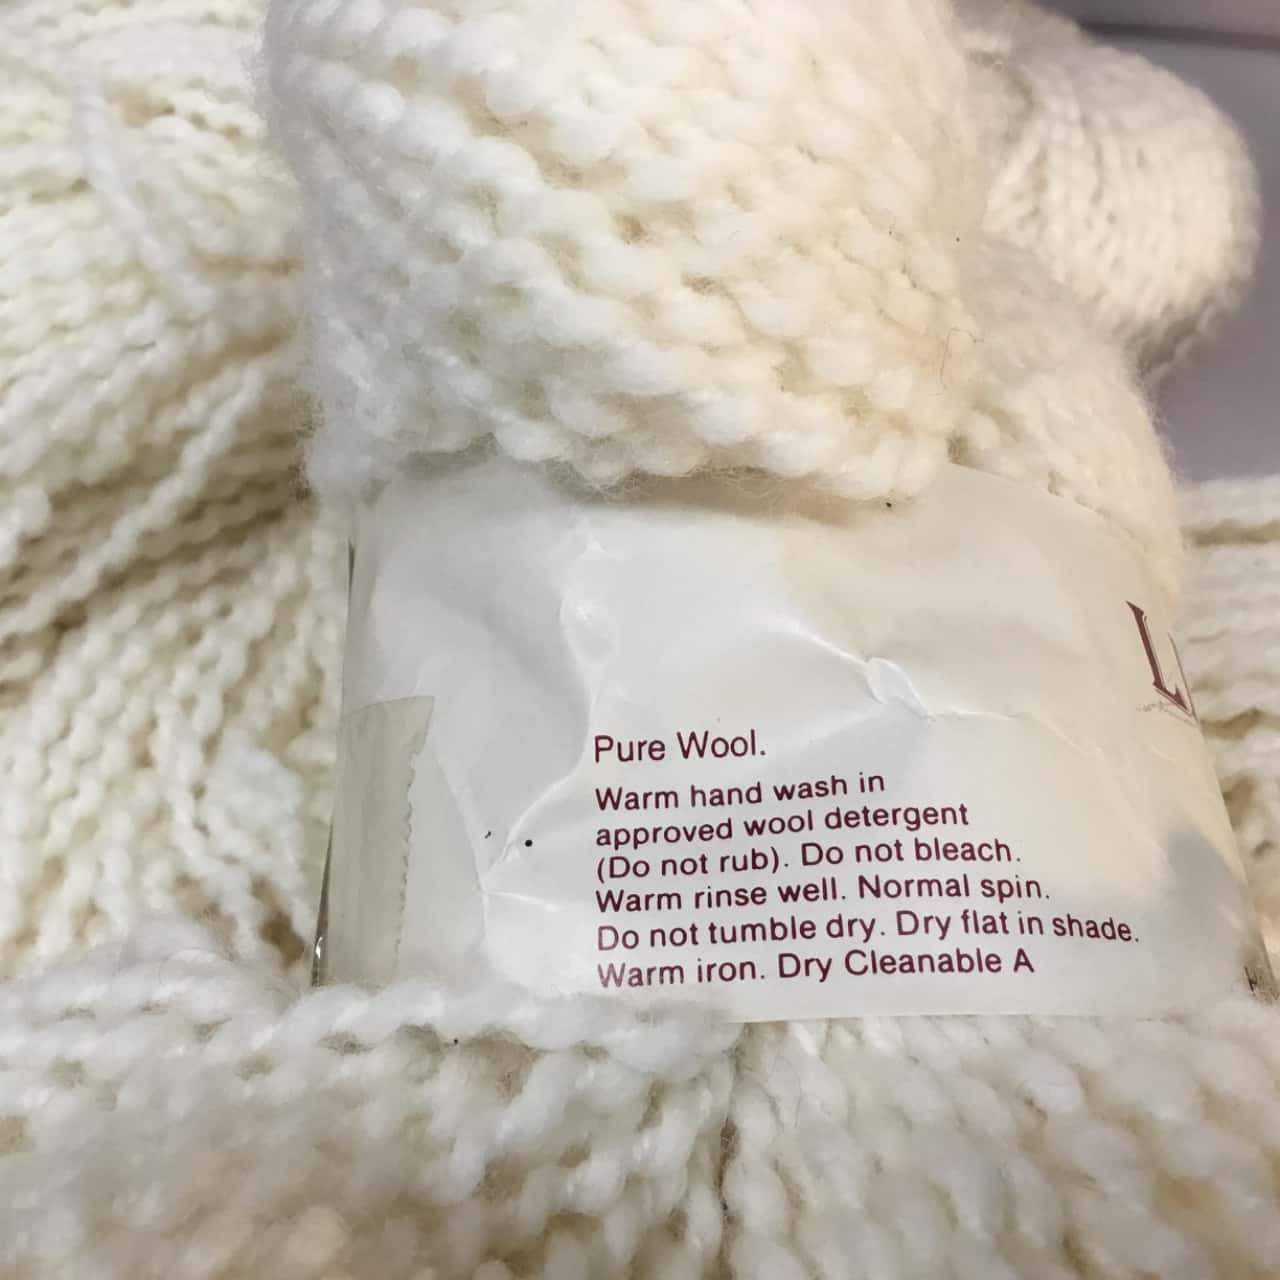 Pure Wool.
Warm hand wash in
approved wool detergent
(Do not rub). Do not bleach.
Warm rinse well. Normal spin.
Do not tumble dry. Dry flat in shade.
Warm iron. Dry Cleanable A